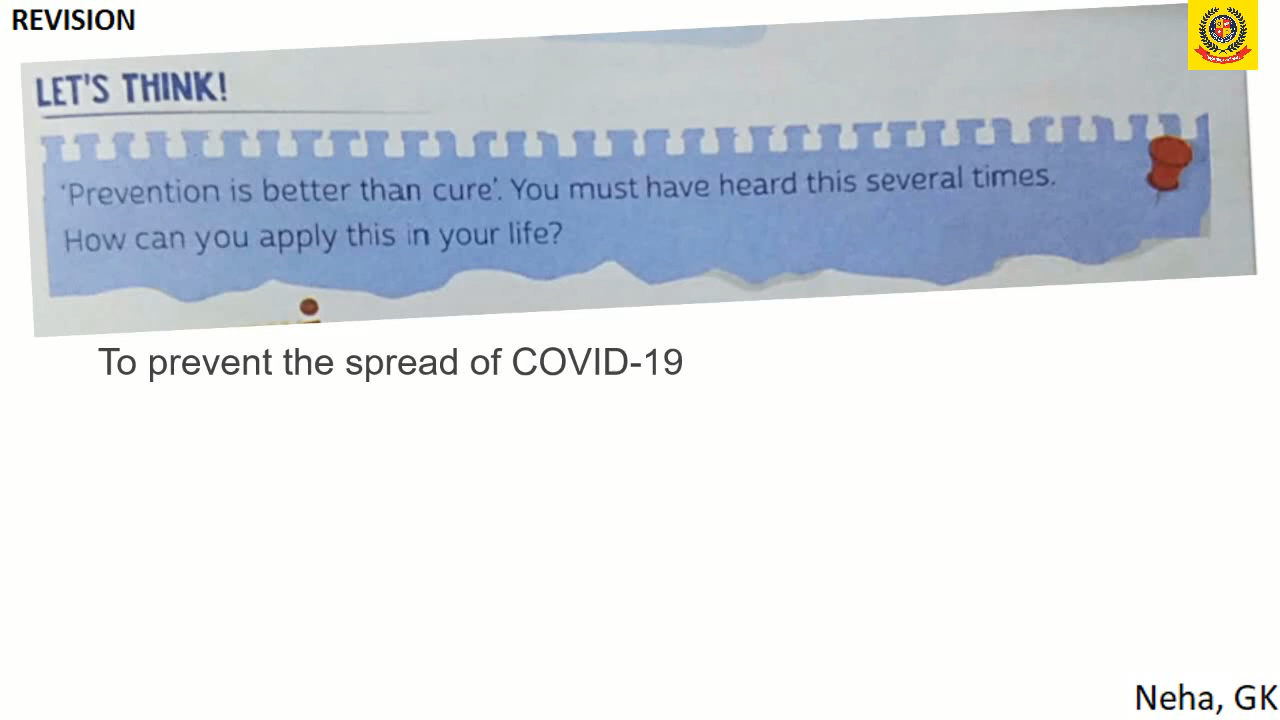 REVISION
LET'S THINK!
'Prevention is better than cure'. You must have heard this several times.
How can you apply this in your life?
To prevent the spread of COVID-19
Neha, GK